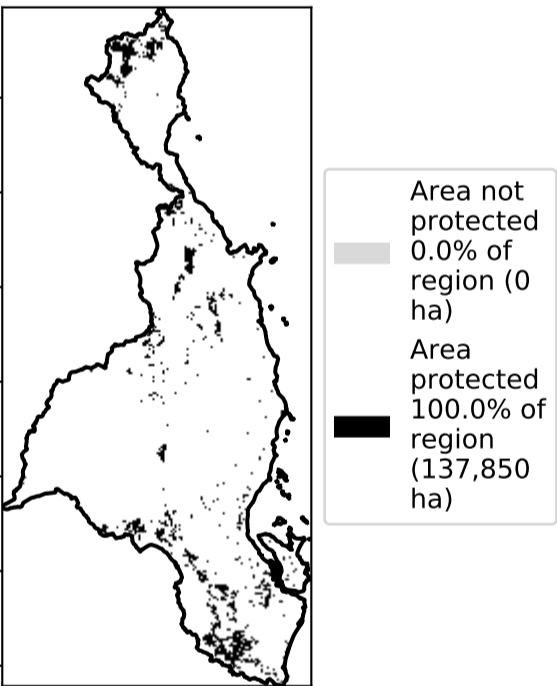 Area not
protected
0.0% of
region (0
ha)
Area
protected
100.0% of
region
(137,850
ha)